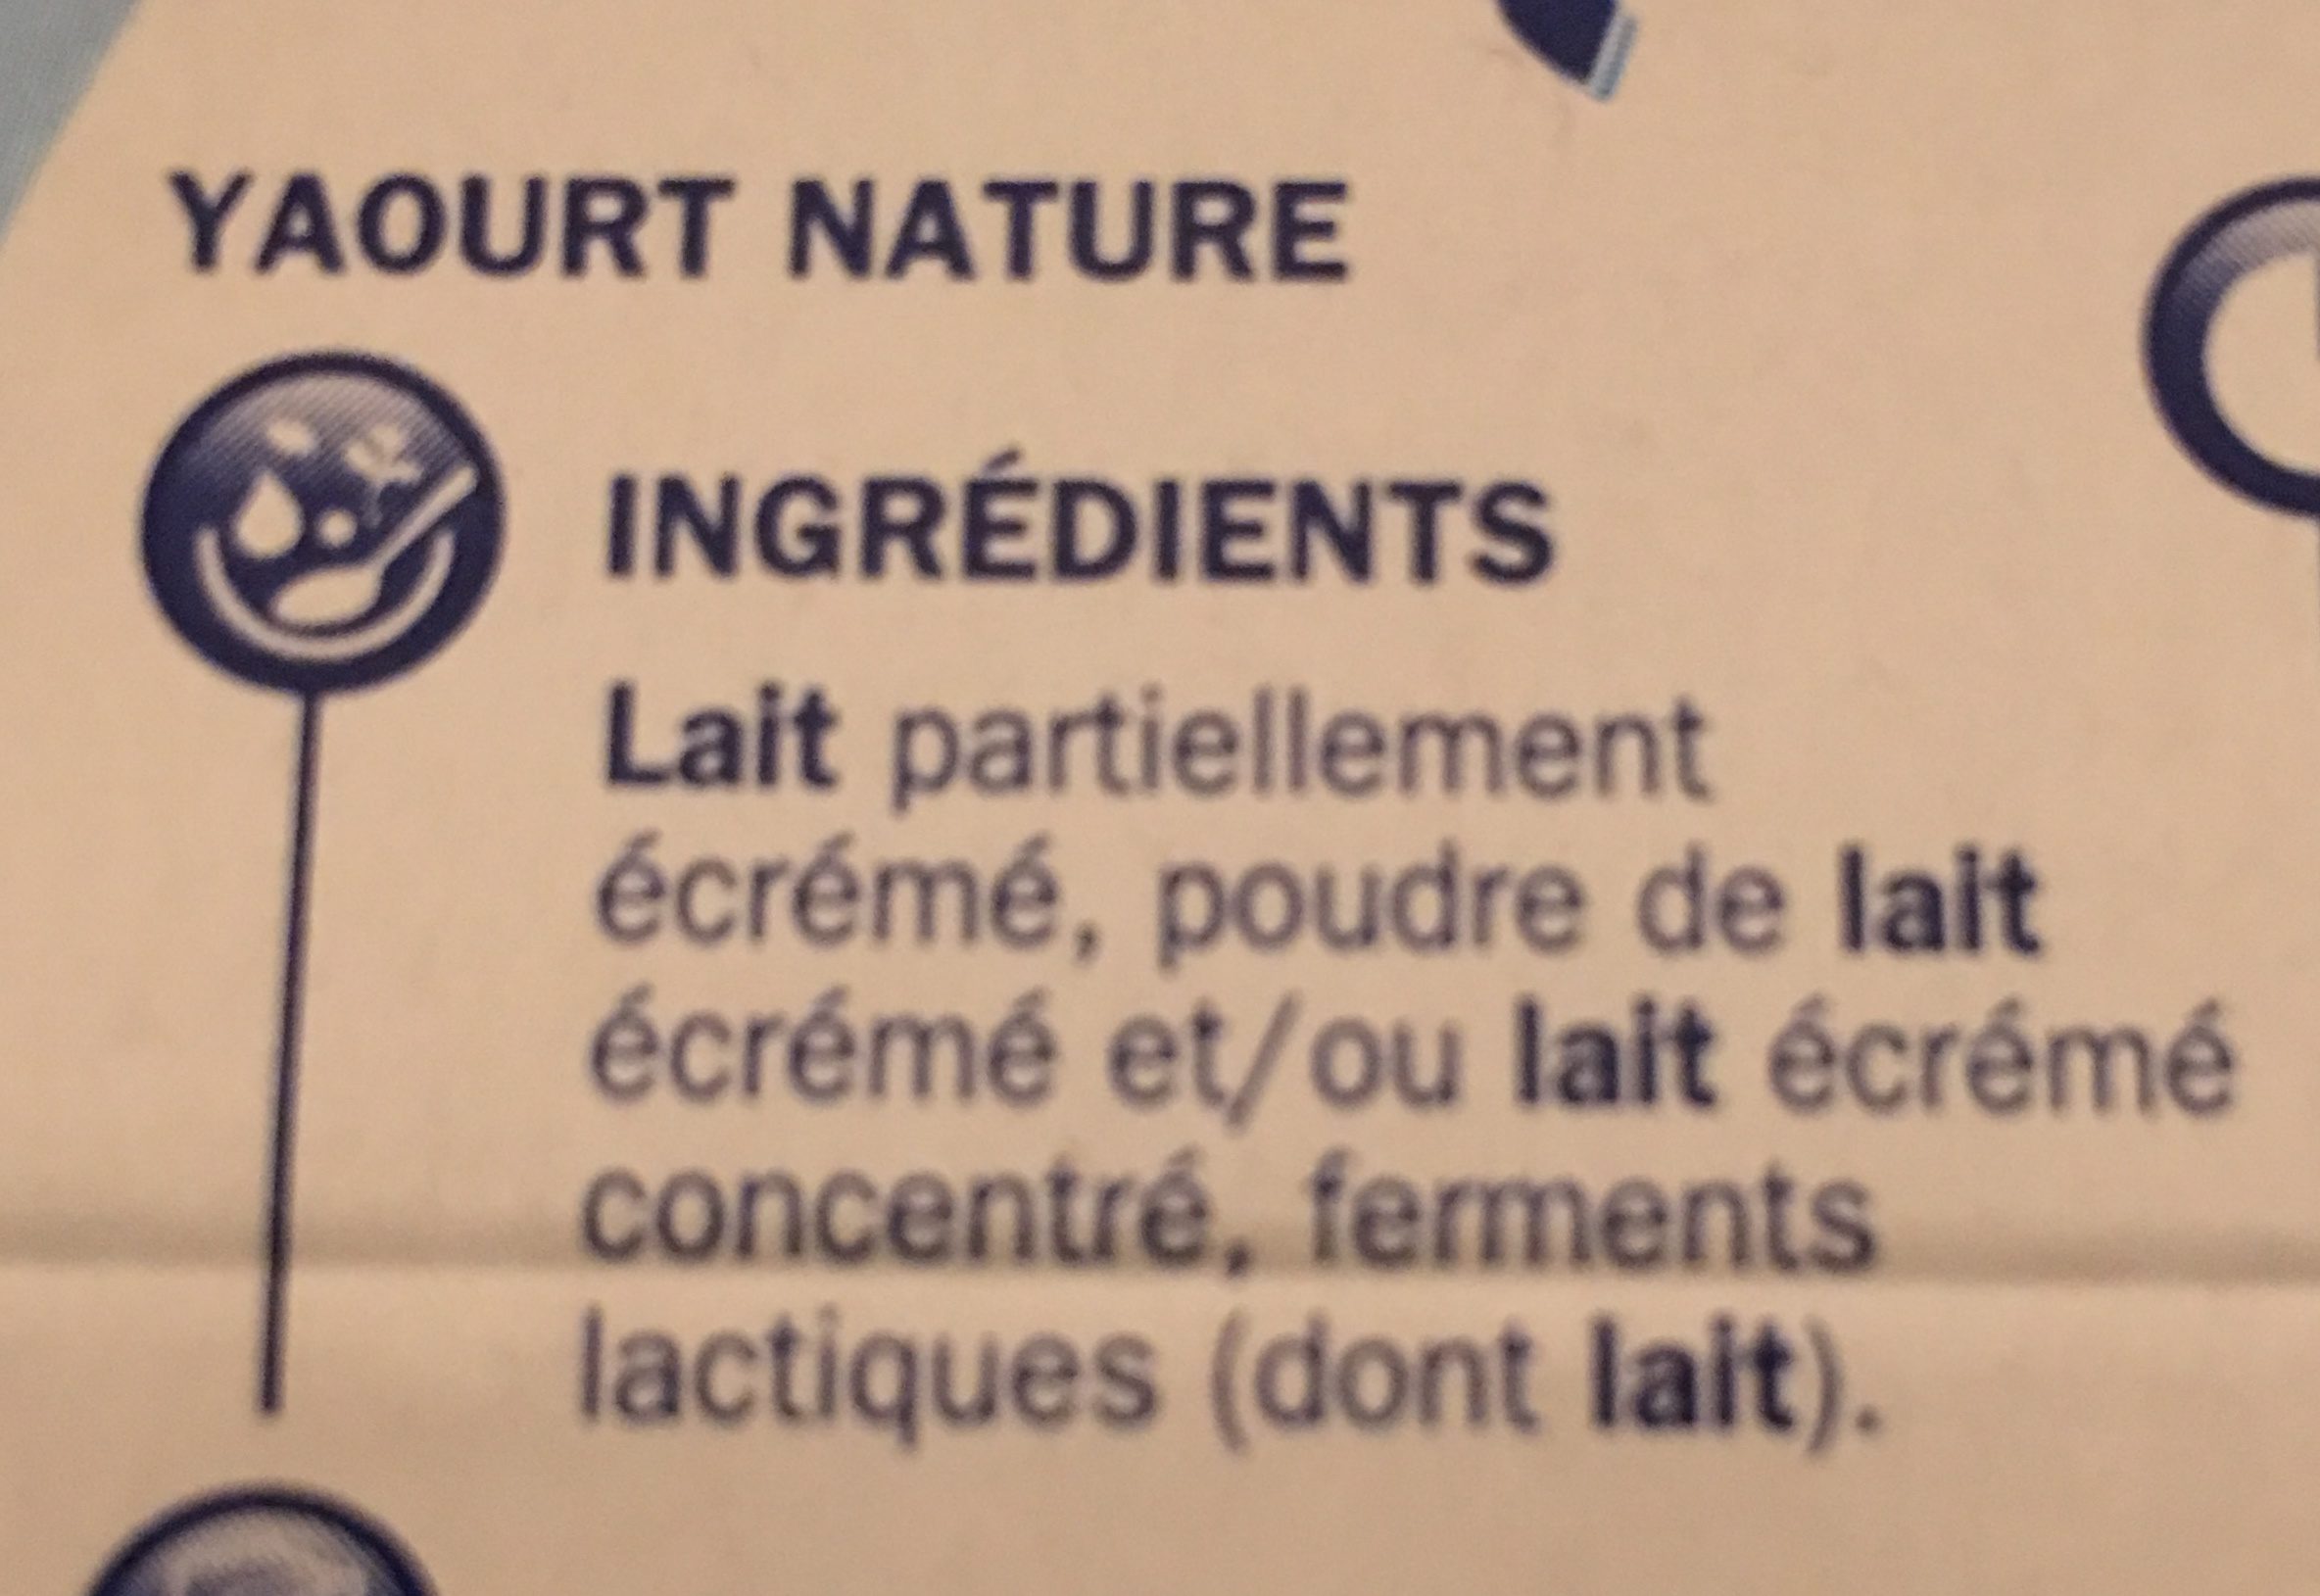 YAOURT NATURE
INGRÉDIENTS
Lait partiellement
écrémé, poudre de lait
écrémé et/ou lait écrémé
concentré, ferments
lactiques (dont lait).